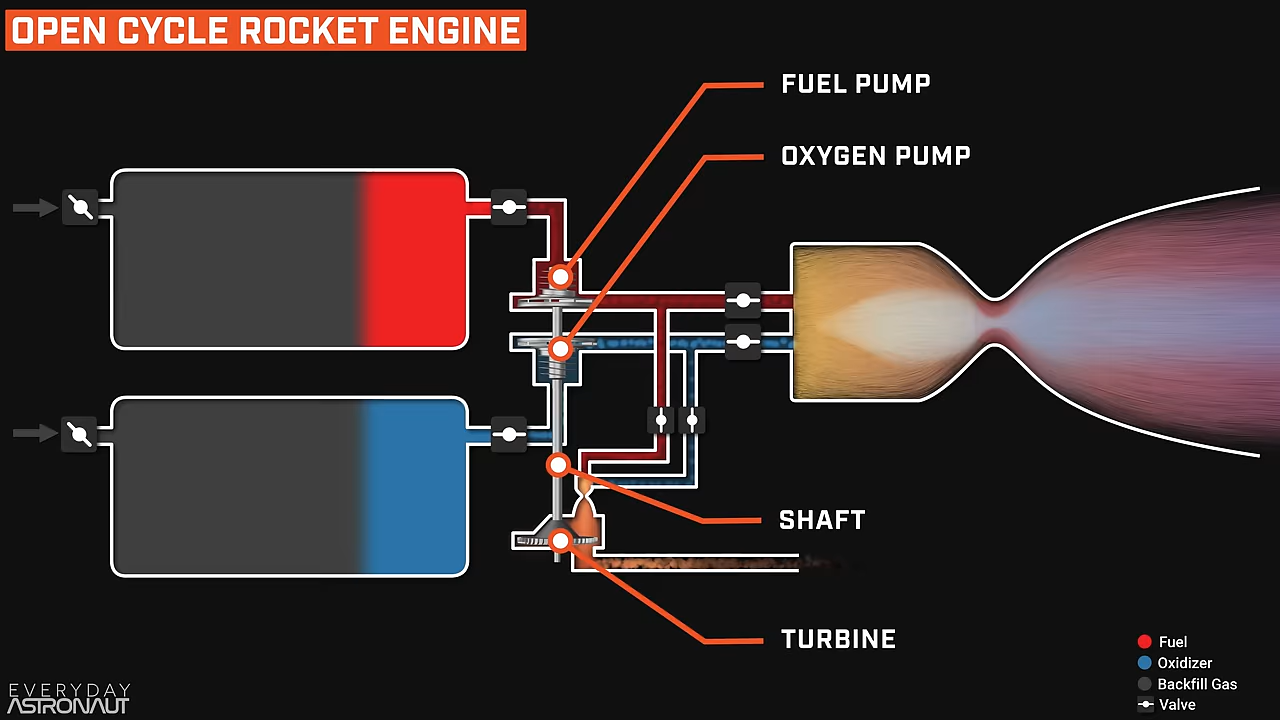 OPEN CYCLE ROCKET ENGINE
FUEL PUMP
OXYGEN PUMP
SHAFT
TURBINE
Fuel
Oxidizer
Backfill Gas
Valve
EVERYDAY
ASTRONAUT